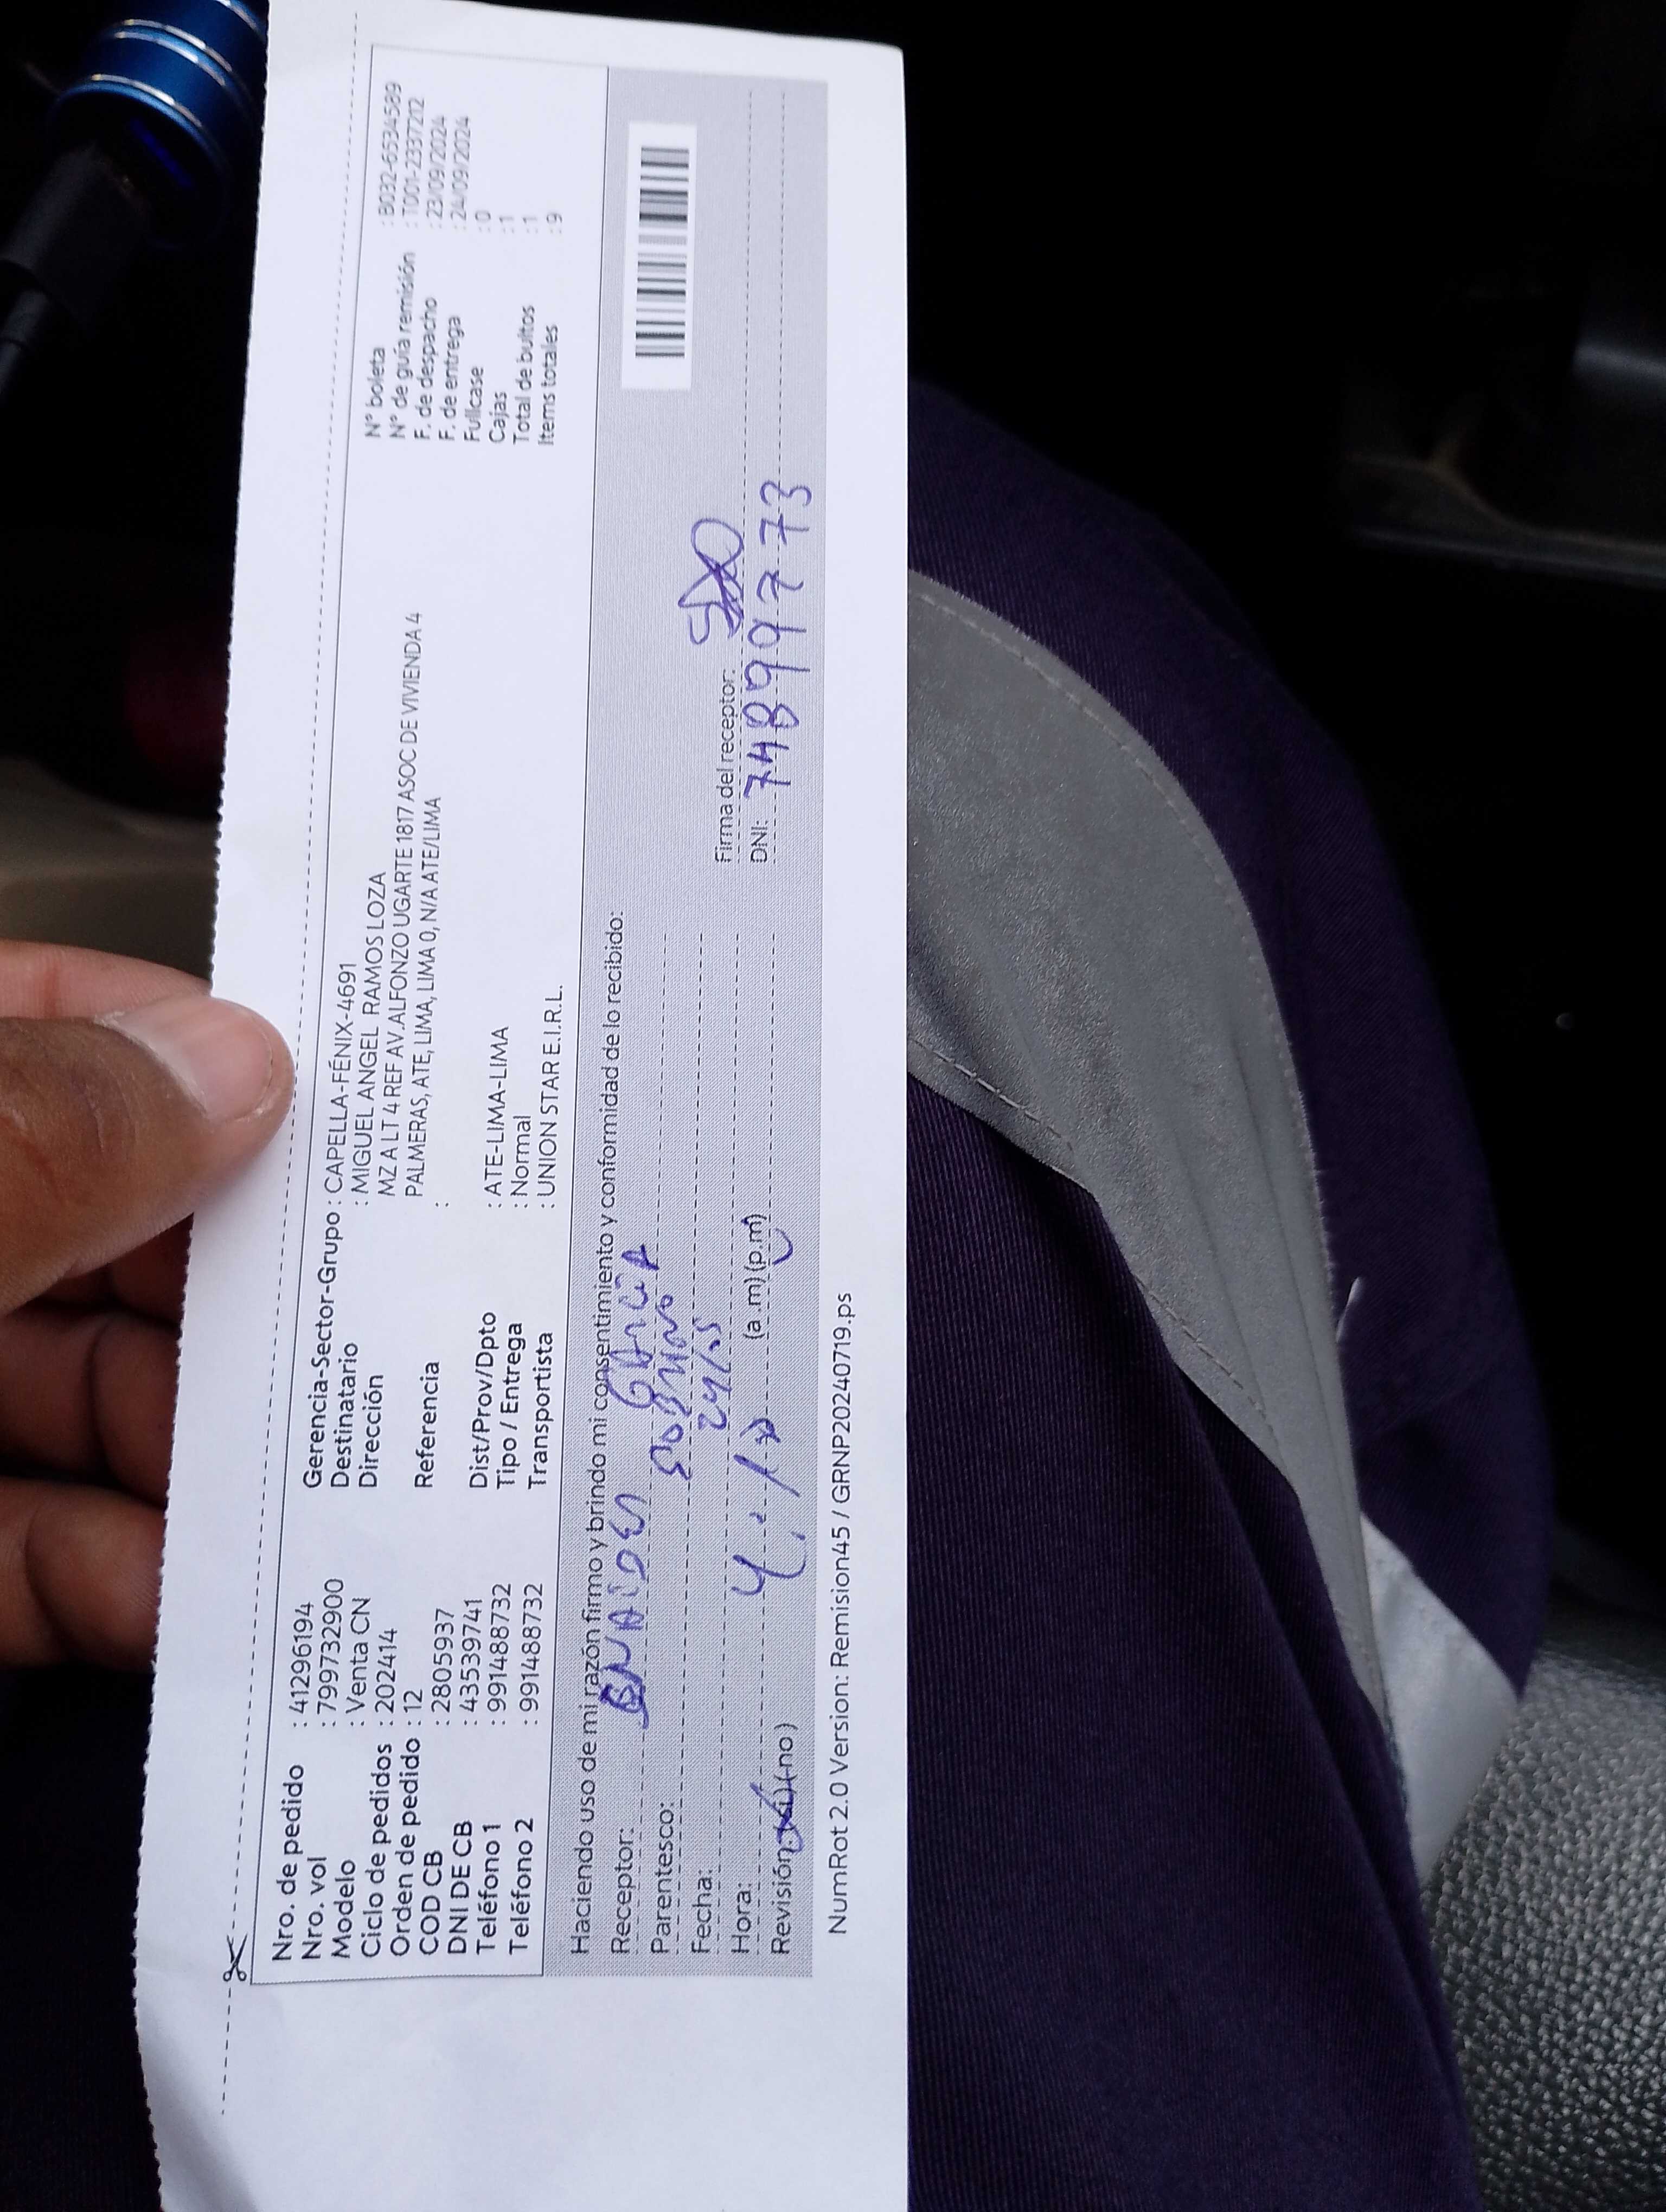 Nro. de pedido : 41296194
Nro. vol : 799732900
Modelo : Venta CN
Ciclo de pedidos : 202414
Orden de pedido : 12
COD CB : 2805937
DNI DE CB : 43539741
Teléfono 1 : 991488732
Teléfono 2 : 991488732
Gerencia-Sector-Grupo : CAPELLA-FÉNIX-4691
Destinatario : MIGUEL ANGEL RAMOS LOZA
Dirección MZ A LT 4 REF AV.ALFONZO UGARTE 1817 ASOC DE VIVIENDA 4
PALMERAS, ATE, LIMA, LIMA 0, N/A ATE/LIMA
Referencia :
Dist/Prov/Dpto : ATE-LIMA-LIMA
Tipo / Entrega : Normal
Transportista : UNION STAR E.I.R.L.
N° boleta : B032-6534589
N° de guía remisión : T001-2337212
F. de despacho : 23/09/2024
F. de entrega : 24/09/2024
Fullcase : 0
Cajas : 1
Total de bultos : 1
Items totales : 9
Haciendo uso de mi razón firmo y brindo mi consentimiento y conformidad de lo recibido:
Receptor: GARCIA
Parentesco: SOBRINO
Fecha:
Hora: (a .m) (p.m)
Revisión: (si) (no)
Firma del receptor:
DNI: 74899773
NumRot 2.0 Version: Remision45 / GRNP20240719.ps